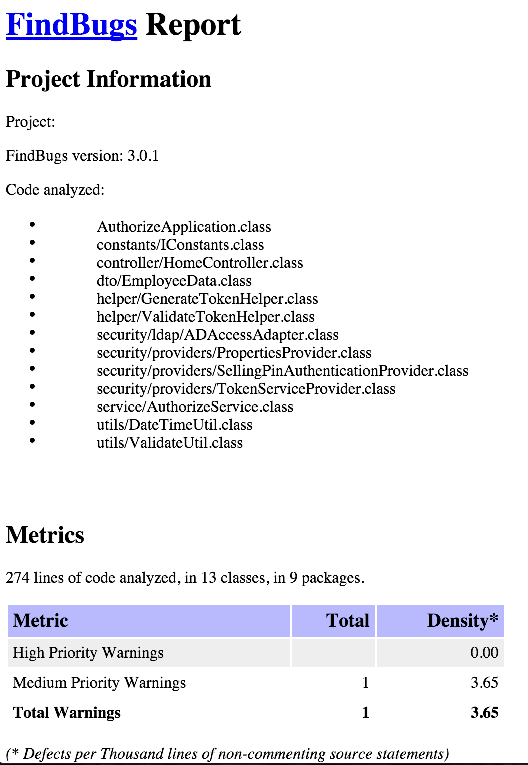 FindBugs Report
Project Information
Project:
FindBugs version: 3.0.1
Code analyzed:
• AuthorizeApplication.class
• constants/IConstants.class
• controller/HomeController.class
• dto/EmployeeData.class
• helper/GenerateTokenHelper.class
• helper/ValidateTokenHelper.class
• security/ldap/ADAccessAdapter.class
• security/providers/PropertiesProvider.class
• security/providers/SellingPinAuthenticationProvider.class
• security/providers/TokenServiceProvider.class
• service/AuthorizeService.class
• utils/DateTimeUtil.class
• utils/ValidateUtil.class
Metrics
274 lines of code analyzed, in 13 classes, in 9 packages.
Metric Total Density*
High Priority Warnings 0.00
Medium Priority Warnings 1 3.65
Total Warnings 1 3.65
(* Defects per Thousand lines of non-commenting source statements)